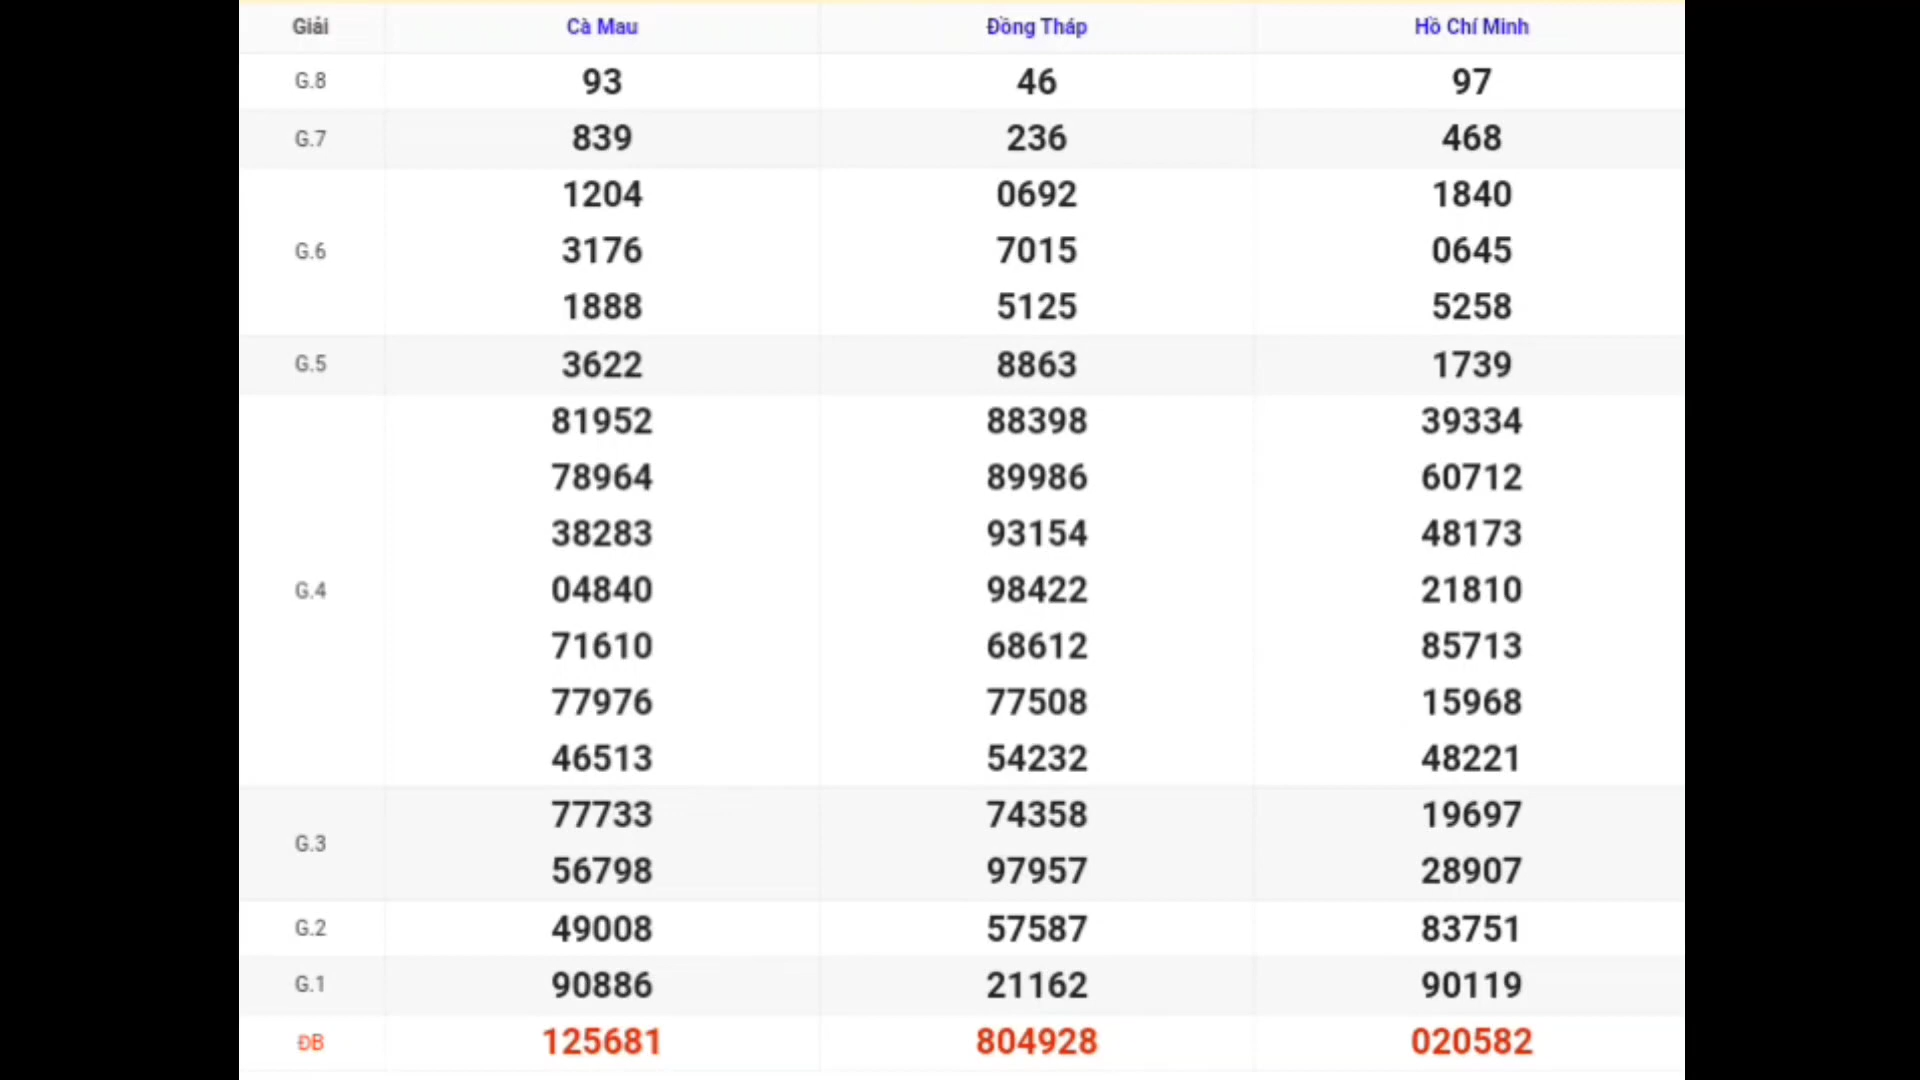 Giải Cà Mau Đồng Tháp Hồ Chí Minh
G.8 93 46 97
G.7 839 236 468
1204 0692 1840
G.6 3176 7015 0645
1888 5125 5258
G.5 3622 8863 1739
81952 88398 39334
78964 89986 60712
38283 93154 48173
G.4 04840 98422 21810
71610 68612 85713
77976 77508 15968
46513 54232 48221
77733 74358 19697
G.3
56798 97957 28907
G.2 49008 57587 83751
G.1 90886 21162 90119
ĐB 125681 804928 020582